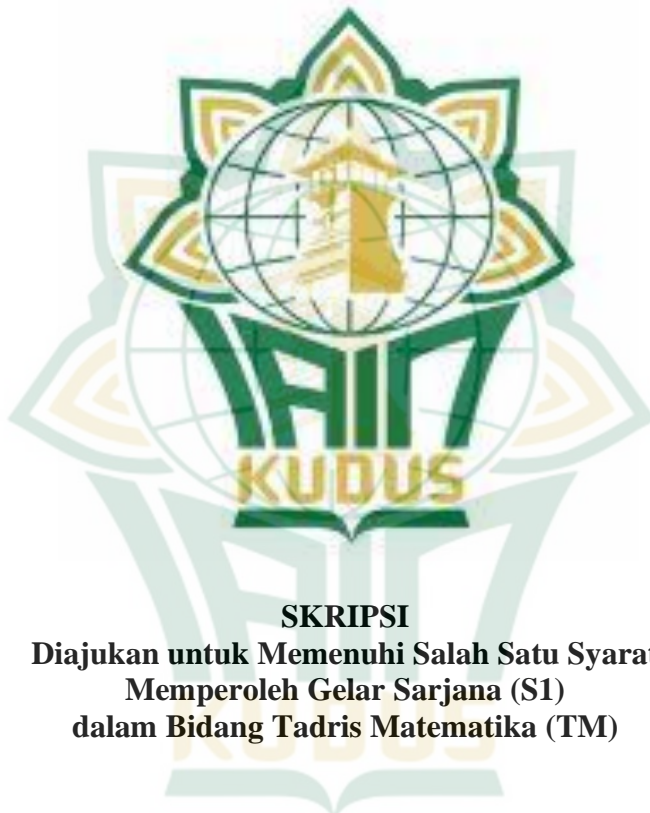 IAIN
KUDUS
SKRIPSI
Diajukan untuk Memenuhi Salah Satu Syarat
Memperoleh Gelar Sarjana (S1)
dalam Bidang Tadris Matematika (TM)